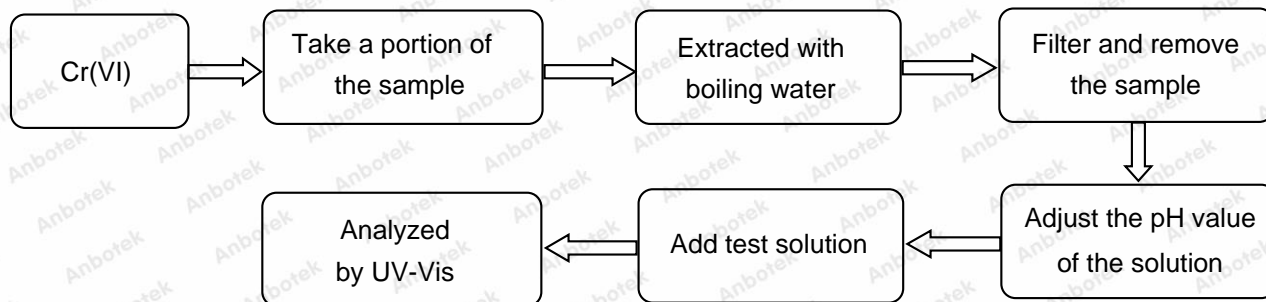 Cr(VI)
Take a portion of
the sample
Extracted with
boiling water
Filter and remove
the sample
Adjust the pH value
of the solution
Add test solution
Analyzed
by UV-Vis
Anbotek